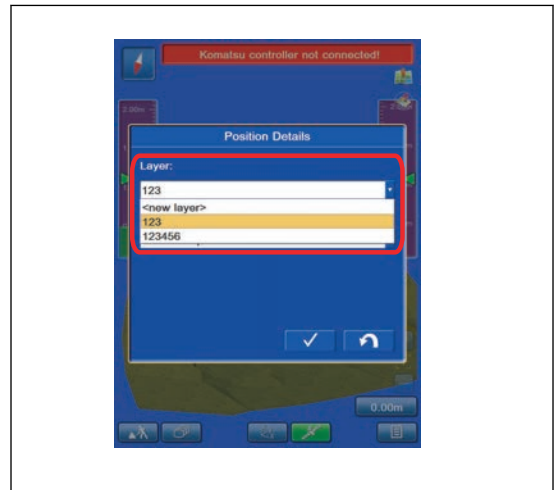 Komatsu controller not connected!
2.00m
Position Details
Layer:
123
<new layer>
123
123456
0.00m